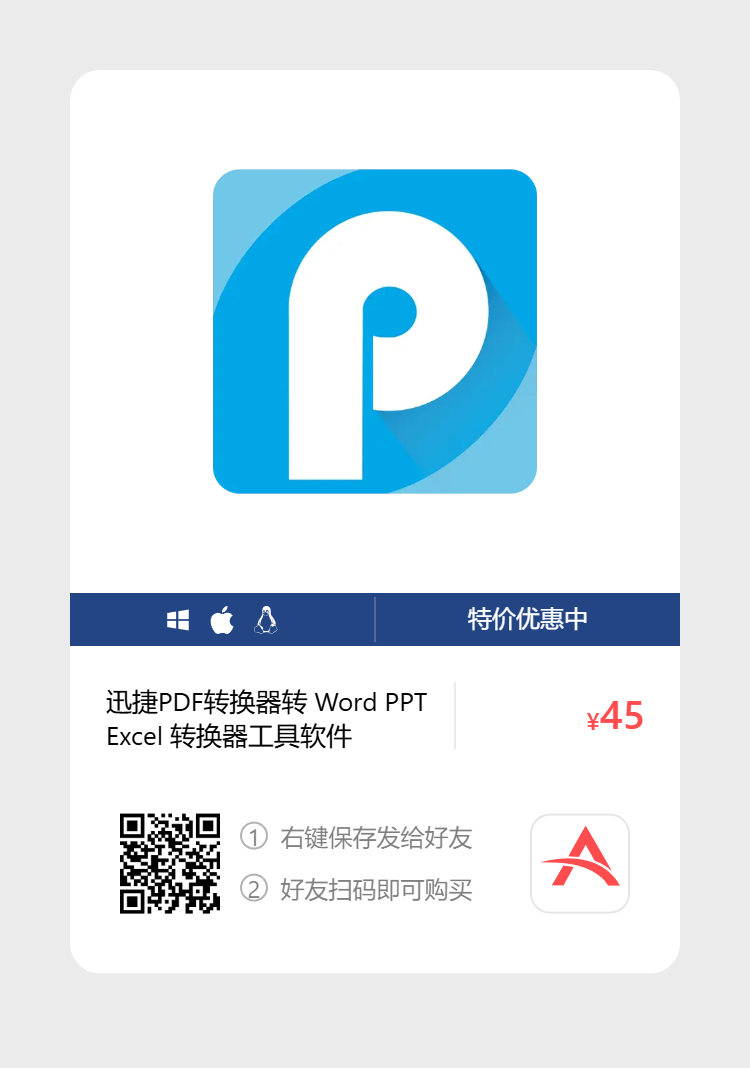 特价优惠中
迅捷PDF转换器转 Word PPT
Excel 转换器工具软件
¥45
① 右键保存发给好友
② 好友扫码即可购买